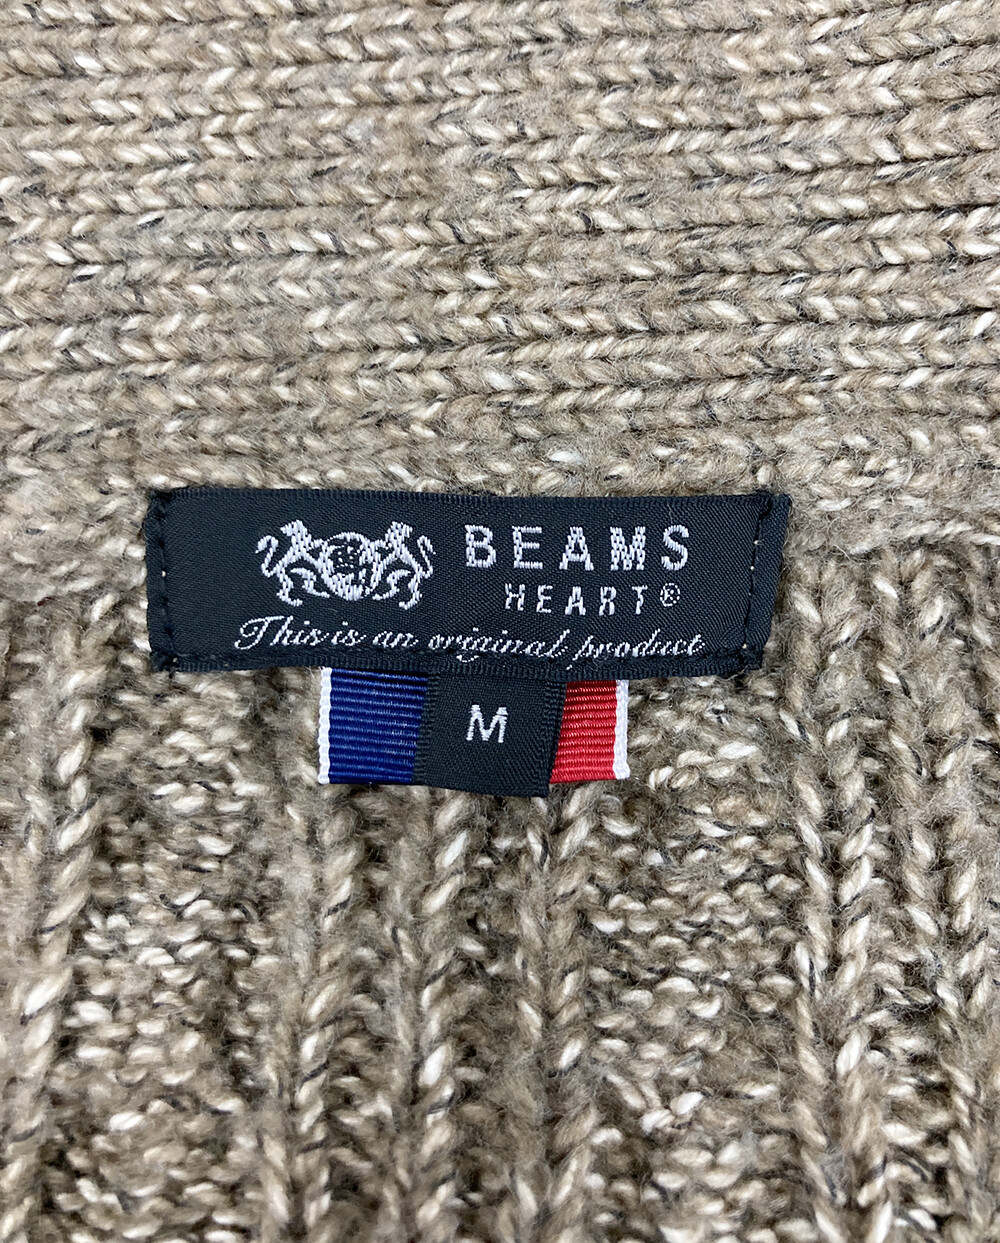 BEAMS
HEART®
This is an original product
M